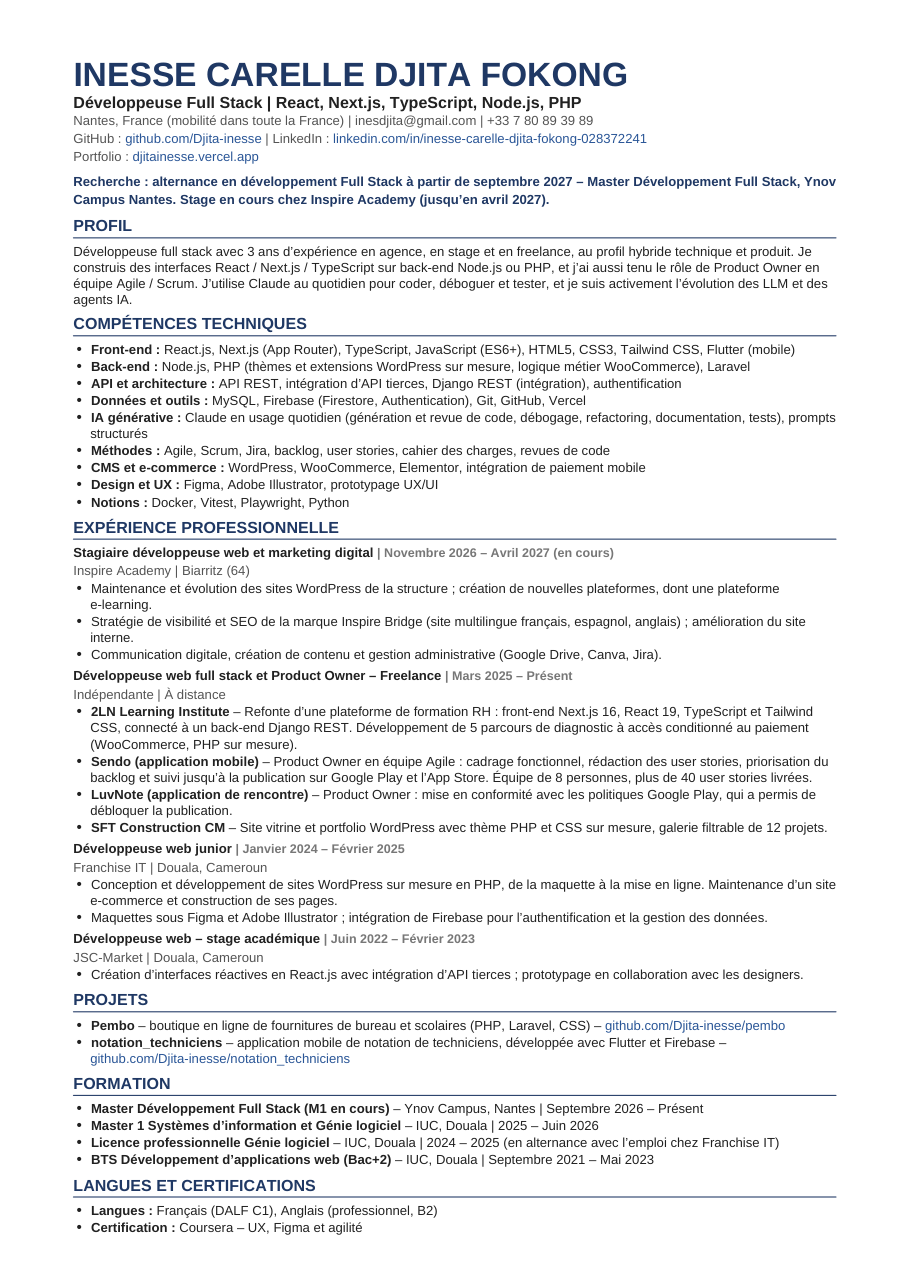 INESSE CARELLE DJITA FOKONG
Développeuse Full Stack | React, Next.js, TypeScript, Node.js, PHP
Nantes, France (mobilité dans toute la France) | inesdjita@gmail.com | +33 7 80 89 39 89
GitHub : github.com/Djita-inesse | LinkedIn : linkedin.com/in/inesse-carelle-djita-fokong-028372241
Portfolio : djitainesse.vercel.app
Recherche : alternance en développement Full Stack à partir de septembre 2027 – Master Développement Full Stack, Ynov
Campus Nantes. Stage en cours chez Inspire Academy (jusqu’en avril 2027).
PROFIL
Développeuse full stack avec 3 ans d’expérience en agence, en stage et en freelance, au profil hybride technique et produit. Je
construis des interfaces React / Next.js / TypeScript sur back-end Node.js ou PHP, et j’ai aussi tenu le rôle de Product Owner en
équipe Agile / Scrum. J’utilise Claude au quotidien pour coder, déboguer et tester, et je suis activement l’évolution des LLM et des
agents IA.
COMPÉTENCES TECHNIQUES
• Front-end : React.js, Next.js (App Router), TypeScript, JavaScript (ES6+), HTML5, CSS3, Tailwind CSS, Flutter (mobile)
• Back-end : Node.js, PHP (thèmes et extensions WordPress sur mesure, logique métier WooCommerce), Laravel
• API et architecture : API REST, intégration d’API tierces, Django REST (intégration), authentification
• Données et outils : MySQL, Firebase (Firestore, Authentication), Git, GitHub, Vercel
• IA générative : Claude en usage quotidien (génération et revue de code, débogage, refactoring, documentation, tests), prompts
structurés
• Méthodes : Agile, Scrum, Jira, backlog, user stories, cahier des charges, revues de code
• CMS et e-commerce : WordPress, WooCommerce, Elementor, intégration de paiement mobile
• Design et UX : Figma, Adobe Illustrator, prototypage UX/UI
• Notions : Docker, Vitest, Playwright, Python
EXPÉRIENCE PROFESSIONNELLE
Stagiaire développeuse web et marketing digital | Novembre 2026 – Avril 2027 (en cours)
Inspire Academy | Biarritz (64)
• Maintenance et évolution des sites WordPress de la structure ; création de nouvelles plateformes, dont une plateforme
e-learning.
• Stratégie de visibilité et SEO de la marque Inspire Bridge (site multilingue français, espagnol, anglais) ; amélioration du site
interne.
• Communication digitale, création de contenu et gestion administrative (Google Drive, Canva, Jira).
Développeuse web full stack et Product Owner – Freelance | Mars 2025 – Présent
Indépendante | À distance
• 2LN Learning Institute – Refonte d’une plateforme de formation RH : front-end Next.js 16, React 19, TypeScript et Tailwind
CSS, connecté à un back-end Django REST. Développement de 5 parcours de diagnostic à accès conditionné au paiement
(WooCommerce, PHP sur mesure).
• Sendo (application mobile) – Product Owner en équipe Agile : cadrage fonctionnel, rédaction des user stories, priorisation du
backlog et suivi jusqu’à la publication sur Google Play et l’App Store. Équipe de 8 personnes, plus de 40 user stories livrées.
• LuvNote (application de rencontre) – Product Owner : mise en conformité avec les politiques Google Play, qui a permis de
débloquer la publication.
• SFT Construction CM – Site vitrine et portfolio WordPress avec thème PHP et CSS sur mesure, galerie filtrable de 12 projets.
Développeuse web junior | Janvier 2024 – Février 2025
Franchise IT | Douala, Cameroun
• Conception et développement de sites WordPress sur mesure en PHP, de la maquette à la mise en ligne. Maintenance d’un site
e-commerce et construction de ses pages.
• Maquettes sous Figma et Adobe Illustrator ; intégration de Firebase pour l’authentification et la gestion des données.
Développeuse web – stage académique | Juin 2022 – Février 2023
JSC-Market | Douala, Cameroun
• Création d’interfaces réactives en React.js avec intégration d’API tierces ; prototypage en collaboration avec les designers.
PROJETS
• Pembo – boutique en ligne de fournitures de bureau et scolaires (PHP, Laravel, CSS) – github.com/Djita-inesse/pembo
• notation_techniciens – application mobile de notation de techniciens, développée avec Flutter et Firebase –
github.com/Djita-inesse/notation_techniciens
FORMATION
• Master Développement Full Stack (M1 en cours) – Ynov Campus, Nantes | Septembre 2026 – Présent
• Master 1 Systèmes d’information et Génie logiciel – IUC, Douala | 2025 – Juin 2026
• Licence professionnelle Génie logiciel – IUC, Douala | 2024 – 2025 (en alternance avec l’emploi chez Franchise IT)
• BTS Développement d’applications web (Bac+2) – IUC, Douala | Septembre 2021 – Mai 2023
LANGUES ET CERTIFICATIONS
• Langues : Français (DALF C1), Anglais (professionnel, B2)
• Certification : Coursera – UX, Figma et agilité